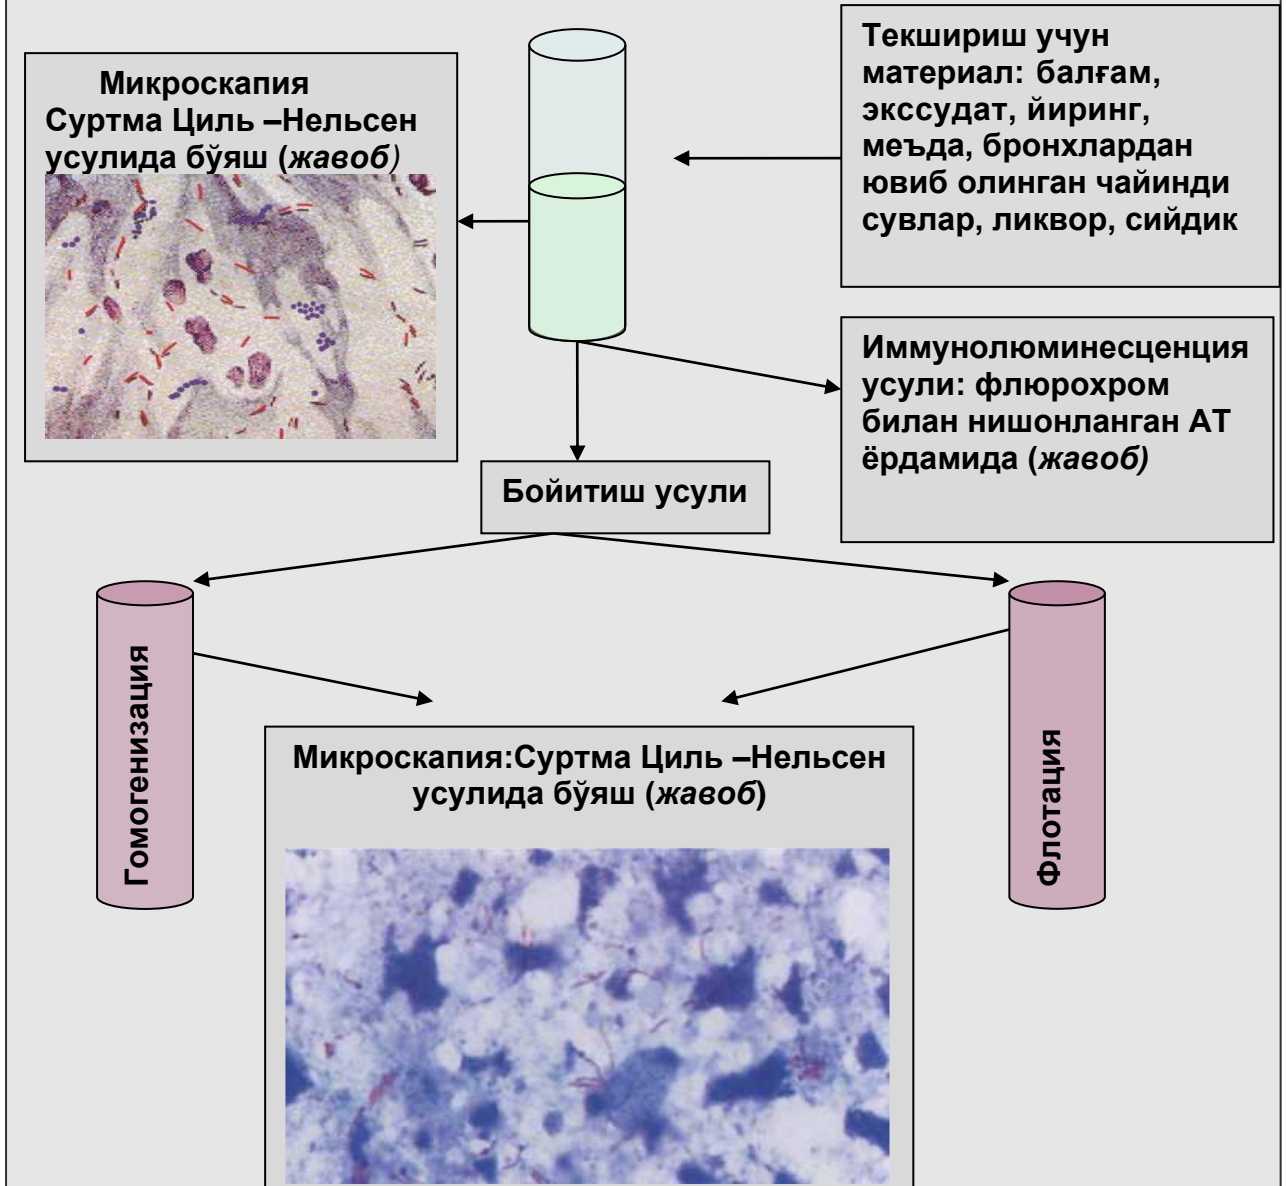 Микроскапия
Суртма Циль –Нельсен
усулида бўяш (жавоб)
Текшириш учун
материал: балғам,
экссудат, йиринг,
меъда, бронхлардан
ювиб олинган чайинди
сувлар, ликвор, сийдик
Иммунолюминесценция
усули: флюрохром
билан нишонланган АТ
ёрдамида (жавоб)
Бойитиш усули
Гомогенизация
Флотация
Микроскапия:Суртма Циль –Нельсен
усулида бўяш (жавоб)